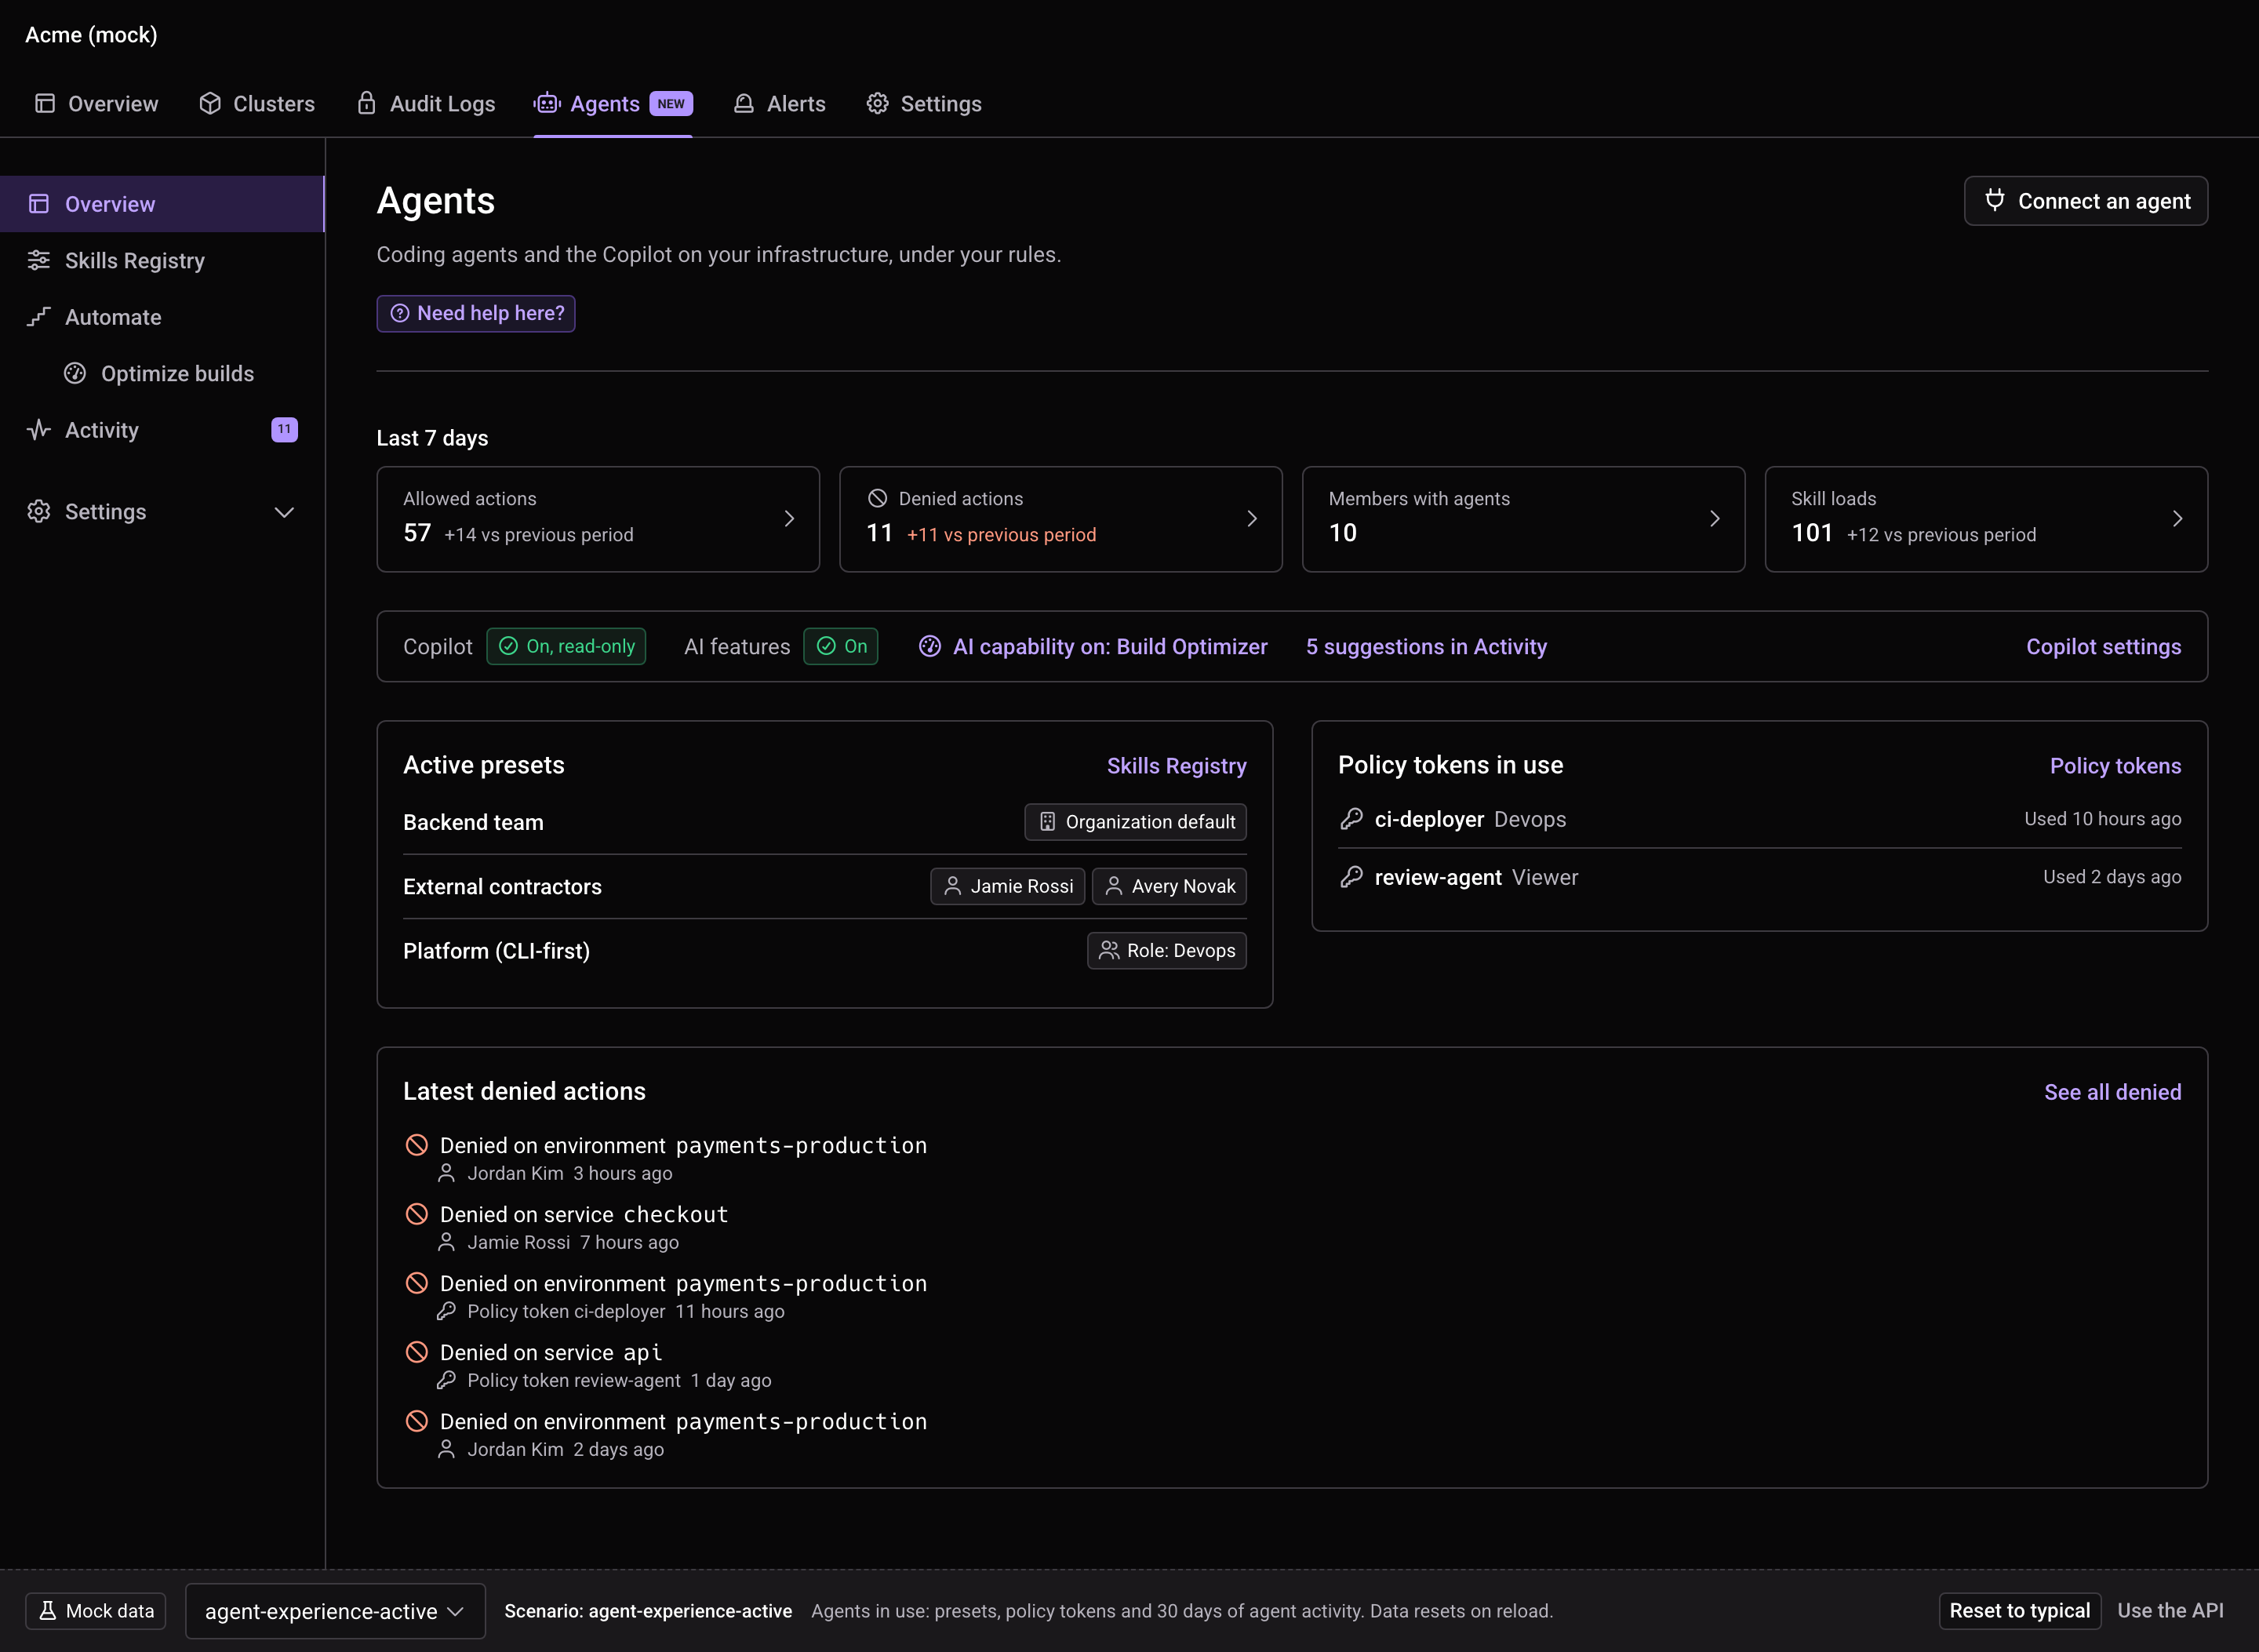 Acme (mock)
Overview
Clusters
Audit Logs
Agents NEW
Alerts
Settings
Overview
Skills Registry
Automate
Optimize builds
Activity 11
Settings
Agents
Connect an agent
Coding agents and the Copilot on your infrastructure, under your rules.
Need help here?
Last 7 days
Allowed actions
57 +14 vs previous period
Denied actions
11 +11 vs previous period
Members with agents
10
Skill loads
101 +12 vs previous period
Copilot On, read-only AI features On AI capability on: Build Optimizer 5 suggestions in Activity Copilot settings
Active presets Skills Registry
Backend team Organization default
External contractors Jamie Rossi Avery Novak
Platform (CLI-first) Role: Devops
Policy tokens in use Policy tokens
ci-deployer Devops Used 10 hours ago
review-agent Viewer Used 2 days ago
Latest denied actions See all denied
Denied on environment payments-production
Jordan Kim 3 hours ago
Denied on service checkout
Jamie Rossi 7 hours ago
Denied on environment payments-production
Policy token ci-deployer 11 hours ago
Denied on service api
Policy token review-agent 1 day ago
Denied on environment payments-production
Jordan Kim 2 days ago
Mock data agent-experience-active Scenario: agent-experience-active Agents in use: presets, policy tokens and 30 days of agent activity. Data resets on reload. Reset to typical Use the API